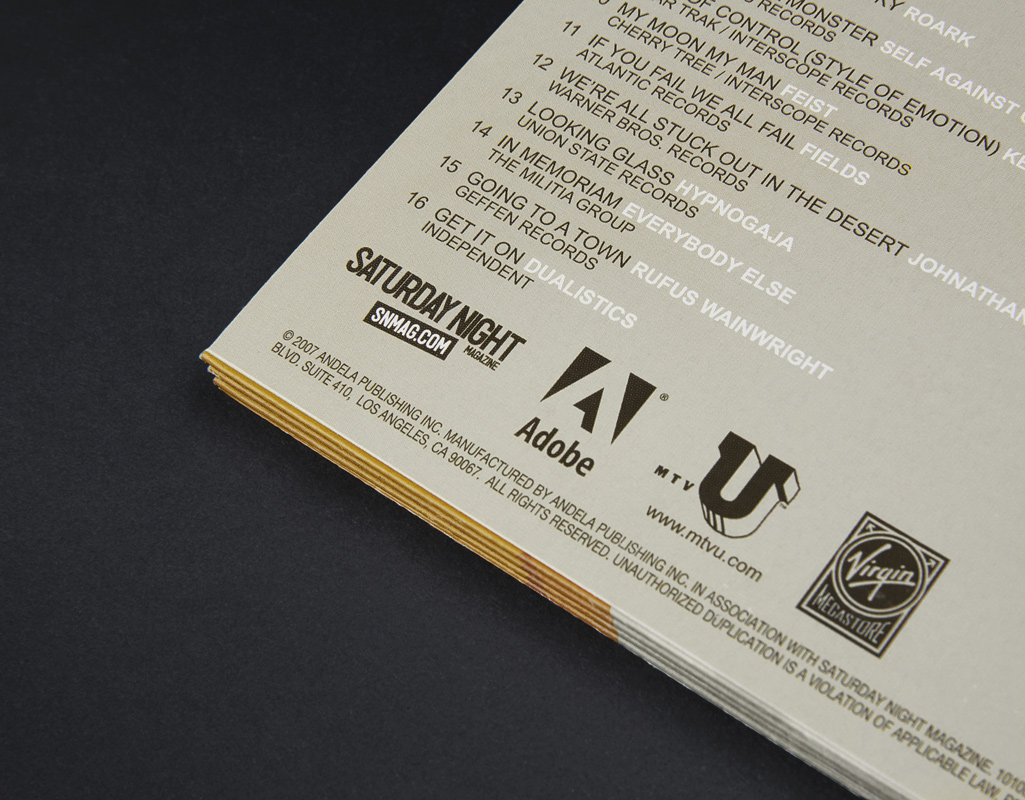 ROARK
MONSTER SELF AGAINST
RECORDS
OF CONTROL (STYLE OF EMOTION)
TRAK / INTERSCOPE RECORDS
MY MOON MY MAN FEIST
CHERRY TREE / INTERSCOPE RECORDS
11 IF YOU FAIL WE ALL FAIL FIELDS
ATLANTIC RECORDS
12 WE'RE ALL STUCK OUT IN THE DESERT JOHNATHAN
WARNER BROS. RECORDS
13 LOOKING GLASS HYPNOGAJA
UNION STATE RECORDS
14 IN MEMORIAM EVERYBODY ELSE
THE MILITIA GROUP
15 GOING TO A TOWN RUFUS WAINWRIGHT
GEFFEN RECORDS
16 GET IT ON DUALISTICS
INDEPENDENT
SATURDAY NIGHT
MAGAZINE
SNMAG.COM
Adobe®
MTV U
www.mtvu.com
Virgin
MEGASTORE
© 2007 ANDELA PUBLISHING INC. MANUFACTURED BY ANDELA PUBLISHING INC. IN ASSOCIATION WITH SATURDAY NIGHT MAGAZINE. 1010
BLVD. SUITE 410, LOS ANGELES, CA 90067. ALL RIGHTS RESERVED. UNAUTHORIZED DUPLICATION IS A VIOLATION OF APPLICABLE LAW.